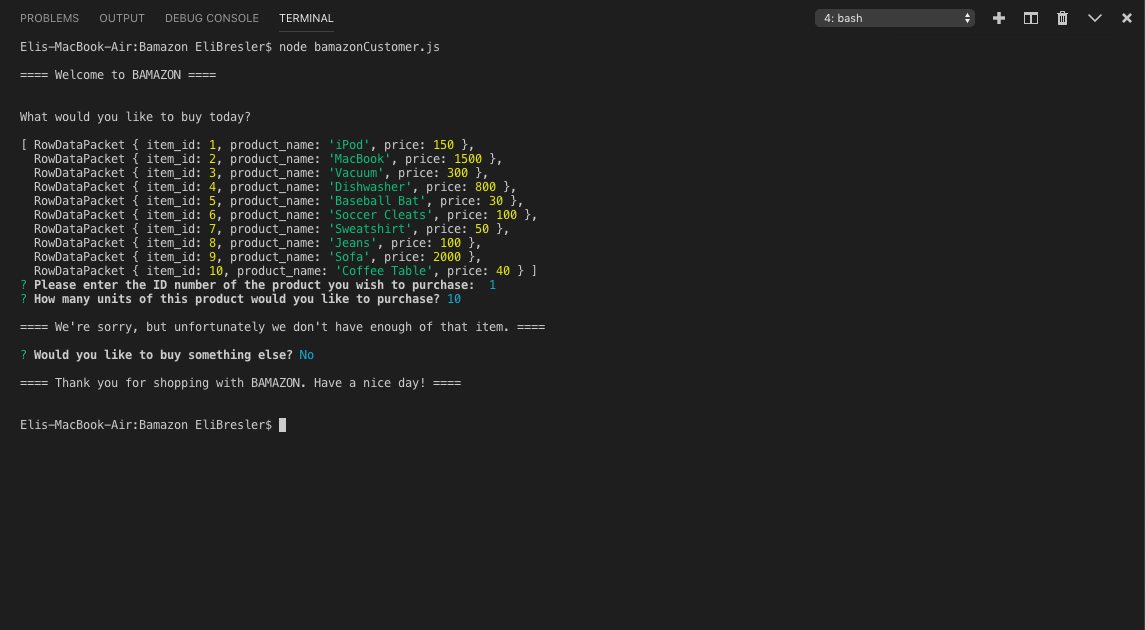 PROBLEMS OUTPUT DEBUG CONSOLE TERMINAL 4: bash
Elis-MacBook-Air:Bamazon EliBresler$ node bamazonCustomer.js
==== Welcome to BAMAZON ====
What would you like to buy today?
[ RowDataPacket { item_id: 1, product_name: 'iPod', price: 150 },
RowDataPacket { item_id: 2, product_name: 'MacBook', price: 1500 },
RowDataPacket { item_id: 3, product_name: 'Vacuum', price: 300 },
RowDataPacket { item_id: 4, product_name: 'Dishwasher', price: 800 },
RowDataPacket { item_id: 5, product_name: 'Baseball Bat', price: 30 },
RowDataPacket { item_id: 6, product_name: 'Soccer Cleats', price: 100 },
RowDataPacket { item_id: 7, product_name: 'Sweatshirt', price: 50 },
RowDataPacket { item_id: 8, product_name: 'Jeans', price: 100 },
RowDataPacket { item_id: 9, product_name: 'Sofa', price: 2000 },
RowDataPacket { item_id: 10, product_name: 'Coffee Table', price: 40 } ]
? Please enter the ID number of the product you wish to purchase: 1
? How many units of this product would you like to purchase? 10
==== We're sorry, but unfortunately we don't have enough of that item. ====
? Would you like to buy something else? No
==== Thank you for shopping with BAMAZON. Have a nice day! ====
Elis-MacBook-Air:Bamazon EliBresler$